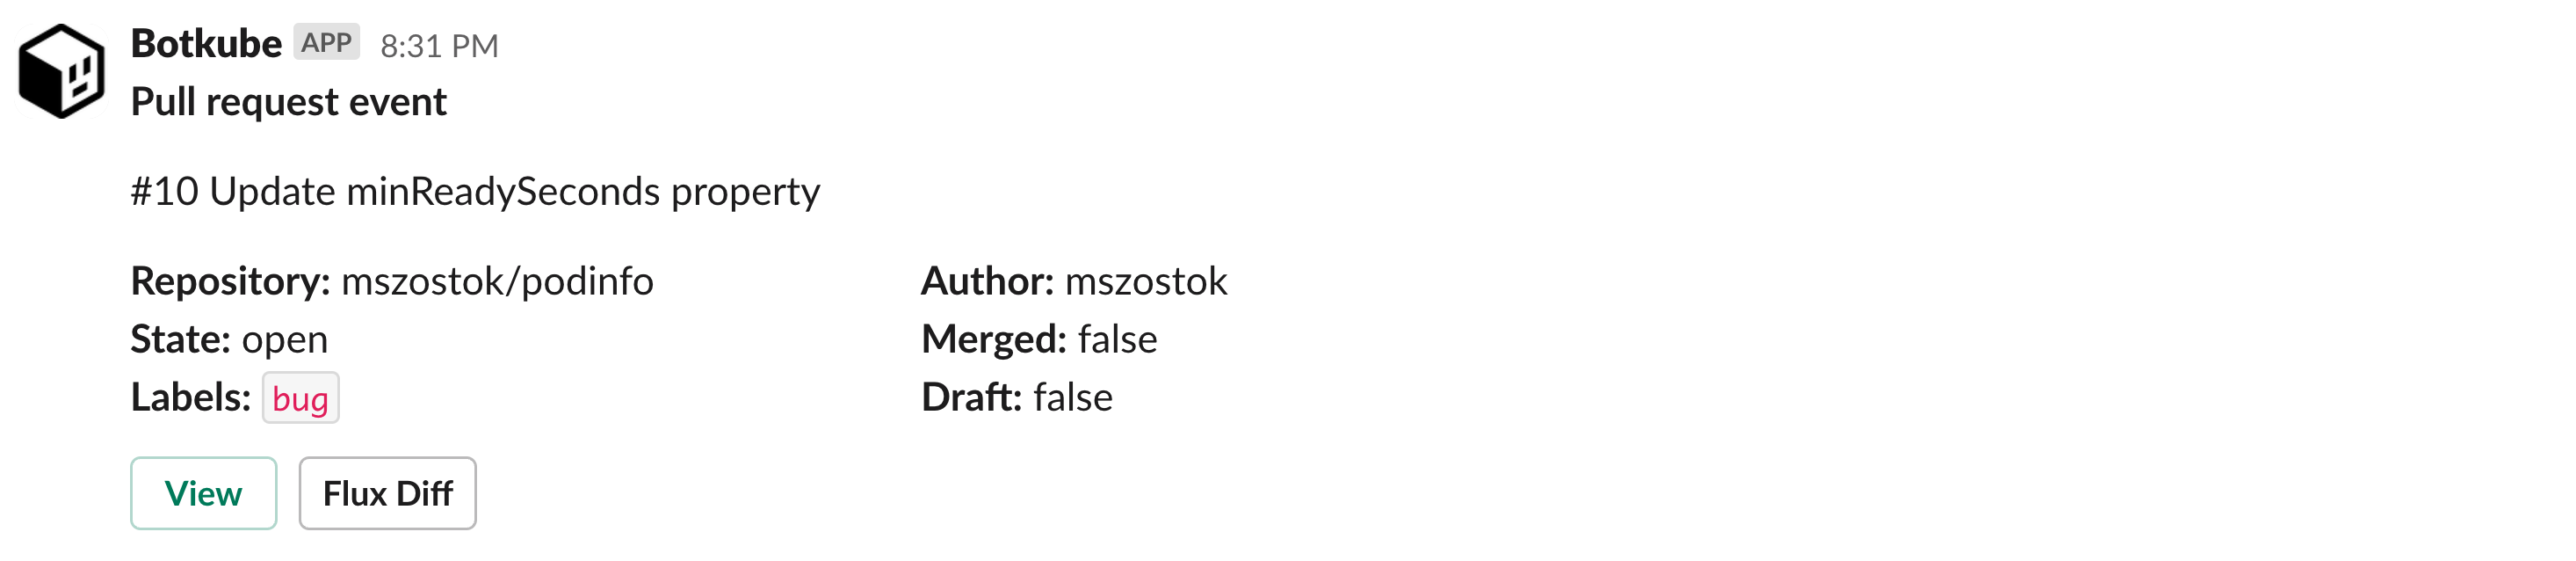 Botkube APP 8:31 PM
Pull request event
#10 Update minReadySeconds property
Repository: mszostok/podinfo
Author: mszostok
State: open
Merged: false
Labels: bug
Draft: false
View
Flux Diff